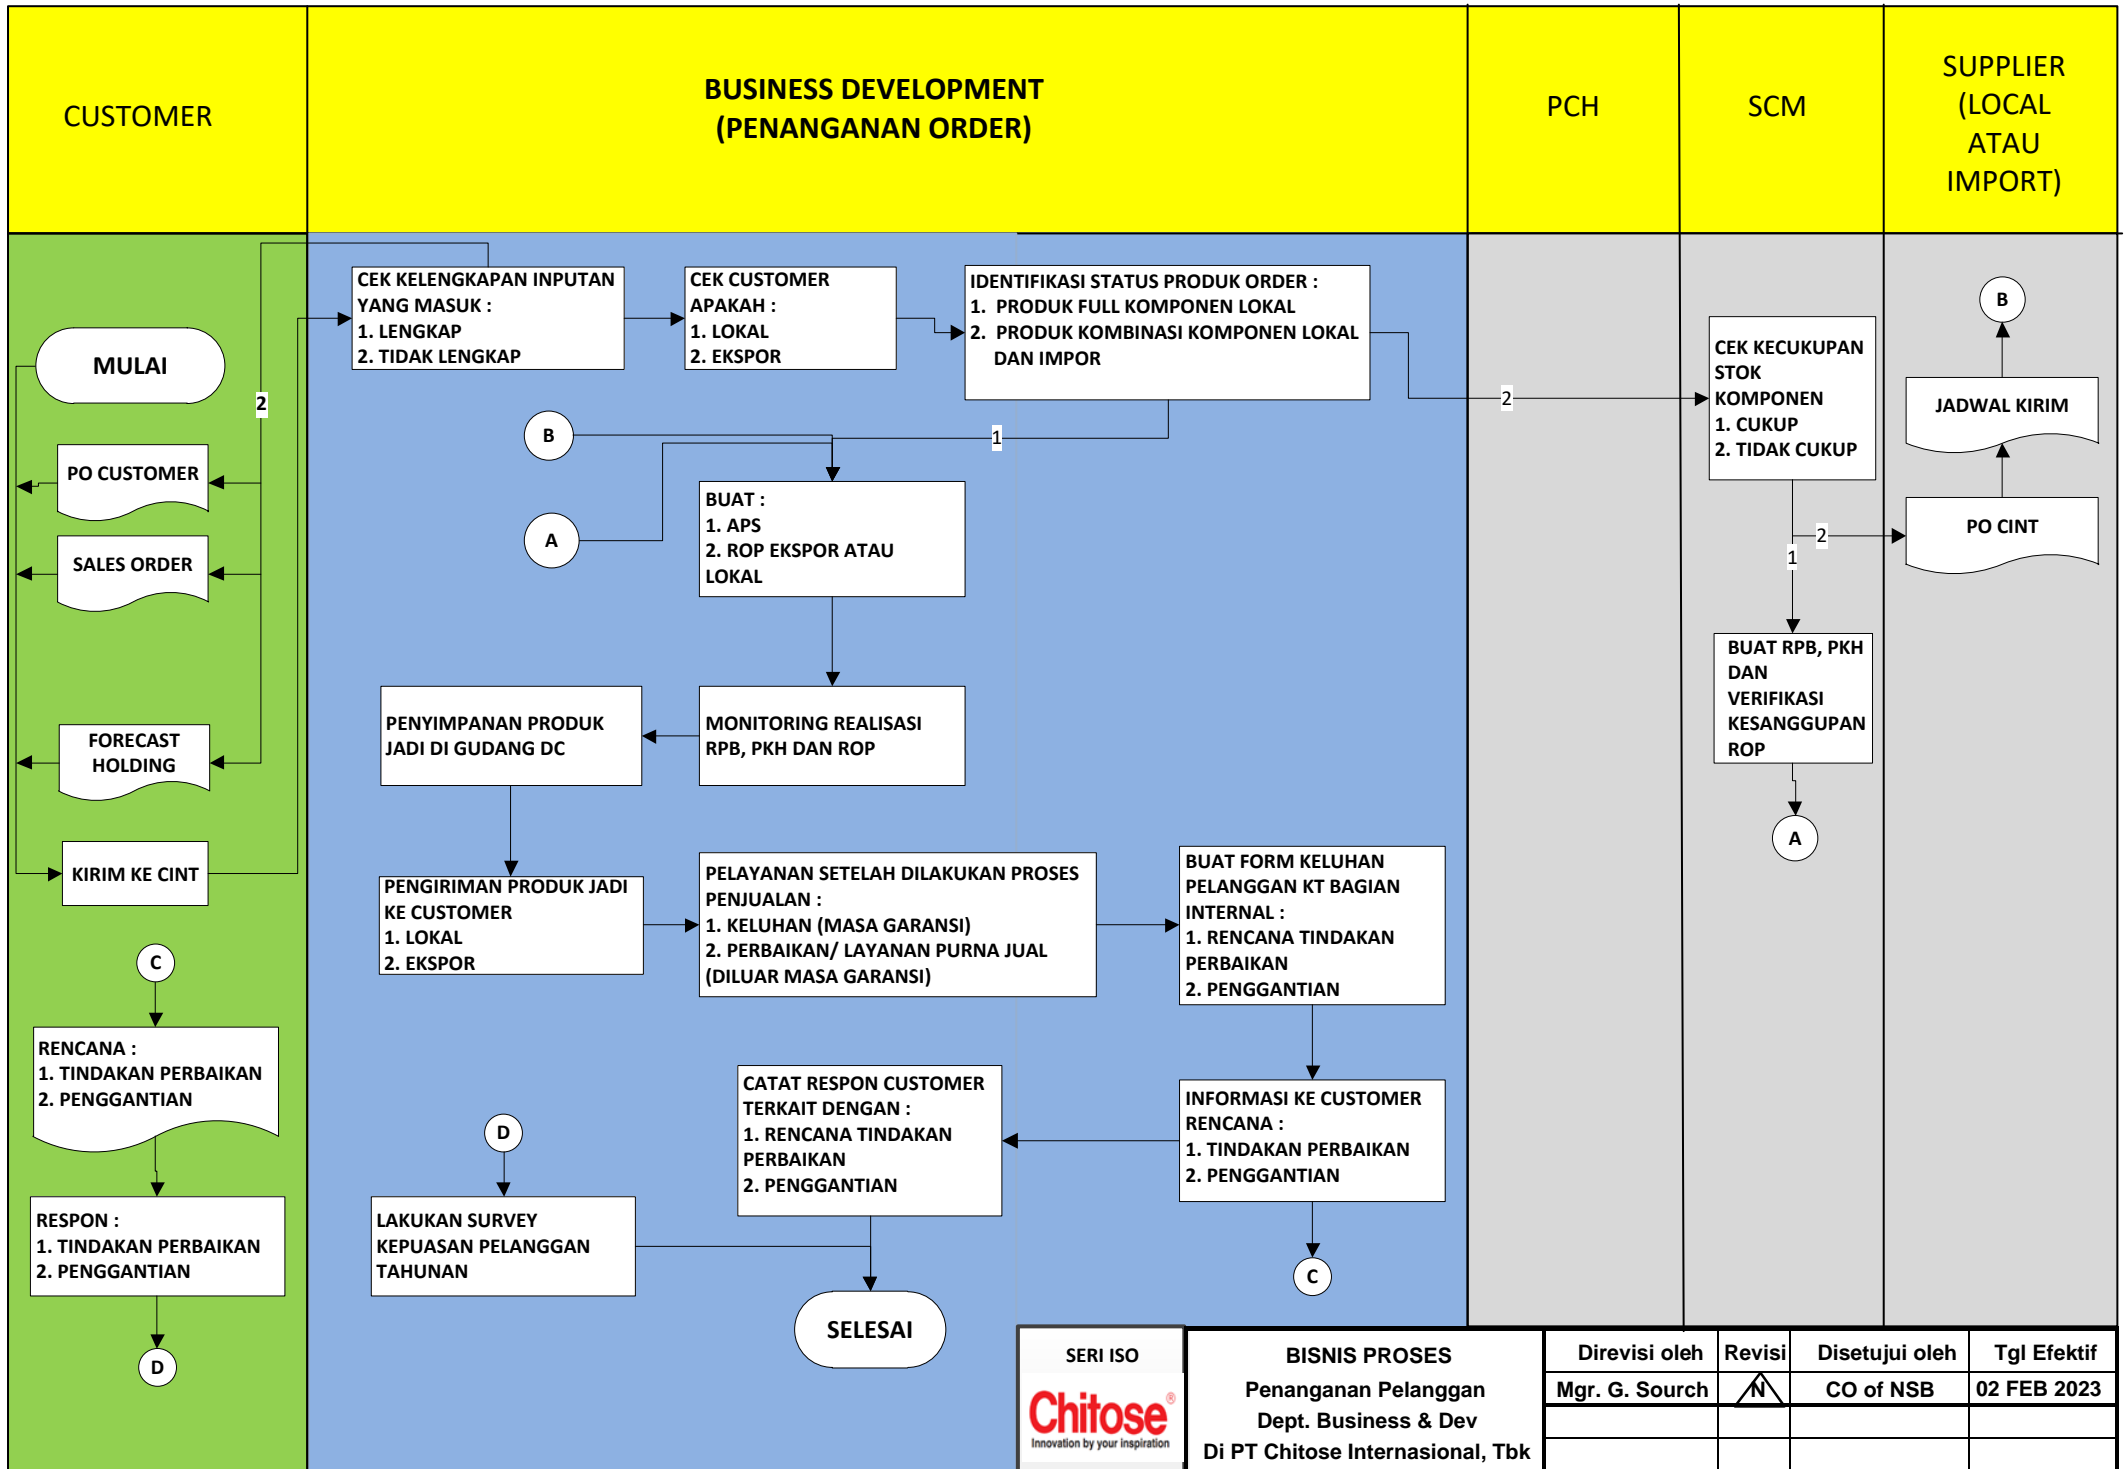 CUSTOMER
BUSINESS DEVELOPMENT
(PENANGANAN ORDER)
PCH
SCM
SUPPLIER
(LOCAL
ATAU
IMPORT)
MULAI
2
PO CUSTOMER
SALES ORDER
FORECAST
HOLDING
KIRIM KE CINT
C
RENCANA :
1. TINDAKAN PERBAIKAN
2. PENGGANTIAN
RESPON :
1. TINDAKAN PERBAIKAN
2. PENGGANTIAN
D
CEK KELENGKAPAN INPUTAN
YANG MASUK :
1. LENGKAP
2. TIDAK LENGKAP
CEK CUSTOMER
APAKAH :
1. LOKAL
2. EKSPOR
IDENTIFIKASI STATUS PRODUK ORDER :
1. PRODUK FULL KOMPONEN LOKAL
2. PRODUK KOMBINASI KOMPONEN LOKAL
DAN IMPOR
B
1
A
BUAT :
1. APS
2. ROP EKSPOR ATAU
LOKAL
PENYIMPANAN PRODUK
JADI DI GUDANG DC
MONITORING REALISASI
RPB, PKH DAN ROP
PENGIRIMAN PRODUK JADI
KE CUSTOMER
1. LOKAL
2. EKSPOR
PELAYANAN SETELAH DILAKUKAN PROSES
PENJUALAN :
1. KELUHAN (MASA GARANSI)
2. PERBAIKAN/ LAYANAN PURNA JUAL
(DILUAR MASA GARANSI)
BUAT FORM KELUHAN
PELANGGAN KT BAGIAN
INTERNAL :
1. RENCANA TINDAKAN
PERBAIKAN
2. PENGGANTIAN
D
CATAT RESPON CUSTOMER
TERKAIT DENGAN :
1. RENCANA TINDAKAN
PERBAIKAN
2. PENGGANTIAN
INFORMASI KE CUSTOMER
RENCANA :
1. TINDAKAN PERBAIKAN
2. PENGGANTIAN
LAKUKAN SURVEY
KEPUASAN PELANGGAN
TAHUNAN
C
SELESAI
2
CEK KECUKUPAN
STOK
KOMPONEN
1. CUKUP
2. TIDAK CUKUP
2
1
BUAT RPB, PKH
DAN
VERIFIKASI
KESANGGUPAN
ROP
A
B
JADWAL KIRIM
PO CINT
SERI ISO
Chitose®
Innovation by your inspiration
BISNIS PROSES
Penanganan Pelanggan
Dept. Business & Dev
Di PT Chitose Internasional, Tbk
Direvisi oleh Revisi Disetujui oleh Tgl Efektif
Mgr. G. Sourch N CO of NSB 02 FEB 2023